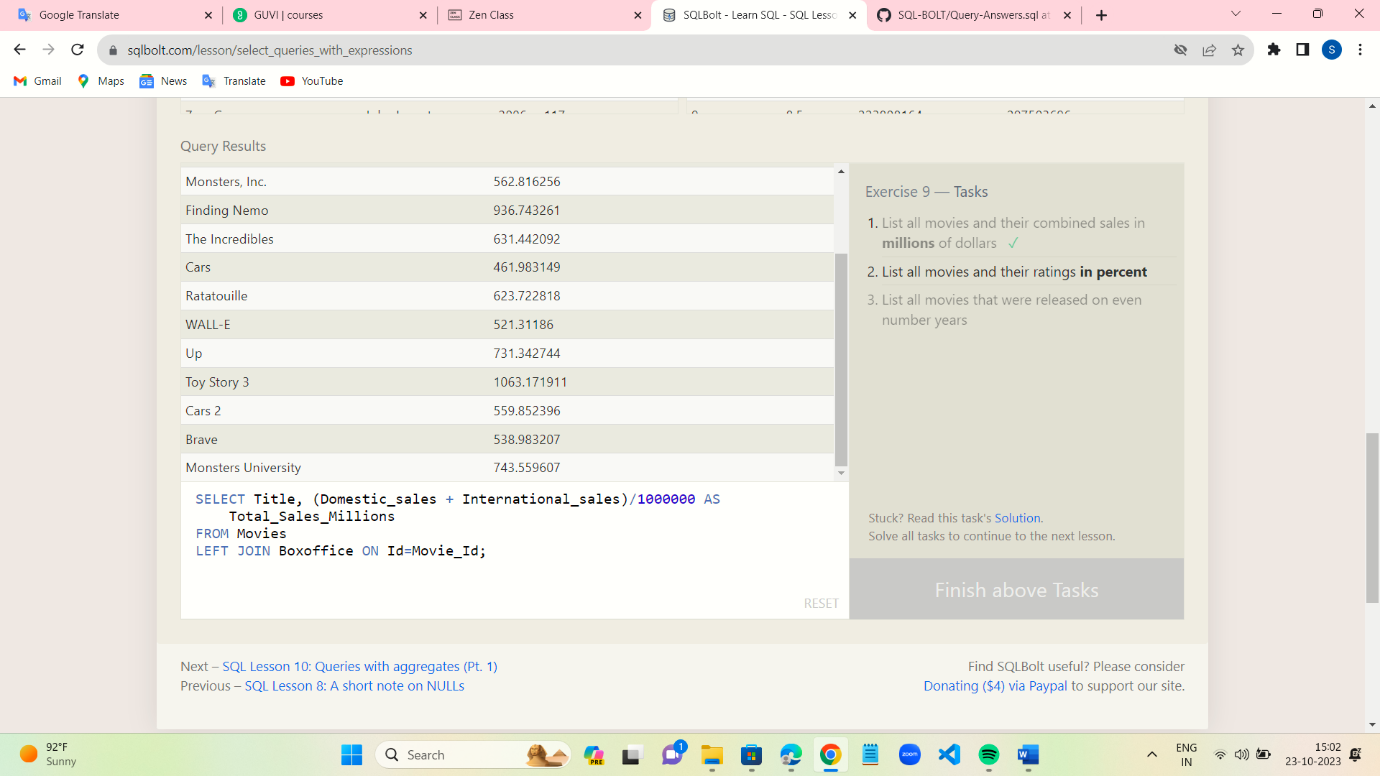 Google Translate
GUVI | courses
Zen Class
SQLBolt - Learn SQL - SQL Lesso
SQL-BOLT/Query-Answers.sql at
sqlbolt.com/lesson/select_queries_with_expressions
S
Gmail
Maps
News
Translate
YouTube
Query Results
Monsters, Inc. 562.816256
Finding Nemo 936.743261
The Incredibles 631.442092
Cars 461.983149
Ratatouille 623.722818
WALL-E 521.31186
Up 731.342744
Toy Story 3 1063.171911
Cars 2 559.852396
Brave 538.983207
Monsters University 743.559607
Exercise 9 — Tasks
1. List all movies and their combined sales in
millions of dollars ✓
2. List all movies and their ratings in percent
3. List all movies that were released on even
number years
Stuck? Read this task's Solution.
Solve all tasks to continue to the next lesson.
Finish above Tasks
SELECT Title, (Domestic_sales + International_sales)/1000000 AS
Total_Sales_Millions
FROM Movies
LEFT JOIN Boxoffice ON Id=Movie_Id;
RESET
Next – SQL Lesson 10: Queries with aggregates (Pt. 1)
Previous – SQL Lesson 8: A short note on NULLs
Find SQLBolt useful? Please consider
Donating ($4) via Paypal to support our site.
92°F
Sunny
Search
PRE
1
zoom
W
ENG
IN
15:02
23-10-2023